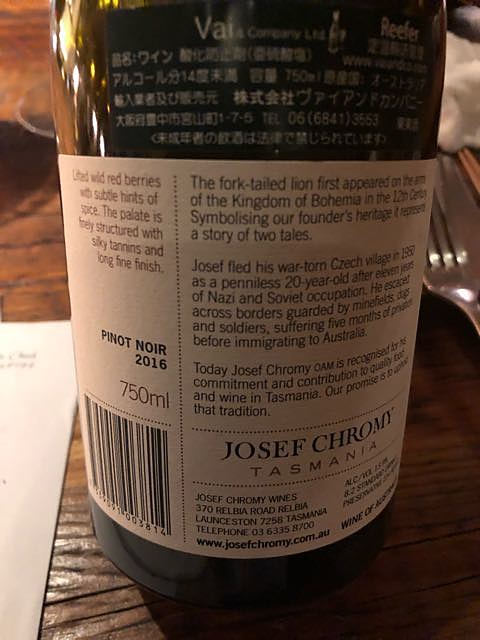 Vai & Company Ltd.
Reefer
定温輸送管理
品名:ワイン 酸化防止剤(亜硫酸塩)
アルコール分14度未満 容量 750ml 原産国: オーストラリア
輸入業者及び販売元 株式会社ヴァイアンドカンパニー
大阪府豊中市宮山町1-7-5 TEL 06(6841)3553
<未成年者の飲酒は法律で禁じられています>
Lifted wild red berries
with subtle hints of
spice. The palate is
finely structured with
silky tannins and
long fine finish.
PINOT NOIR
2016
750ml
The fork-tailed lion first appeared on the arms
of the Kingdom of Bohemia in the 12th Century.
Symbolising our founder's heritage it represents
a story of two tales.
Josef fled his war-torn Czech village in 1950
as a penniless 20-year-old after eleven years
of Nazi and Soviet occupation. He escaped
across borders guarded by minefields, dogs
and soldiers, suffering five months of privation
before immigrating to Australia.
Today Josef Chromy OAM is recognised for his
commitment and contribution to quality food
and wine in Tasmania. Our promise is to uphold
that tradition.
JOSEF CHROMY
TASMANIA
JOSEF CHROMY WINES
370 RELBIA ROAD RELBIA
LAUNCESTON 7258 TASMANIA
TELEPHONE 03 6335 8700
www.josefchromy.com.au
ALC/VOL
8.2 STANDARD
PRESERVATIVE
WINE OF